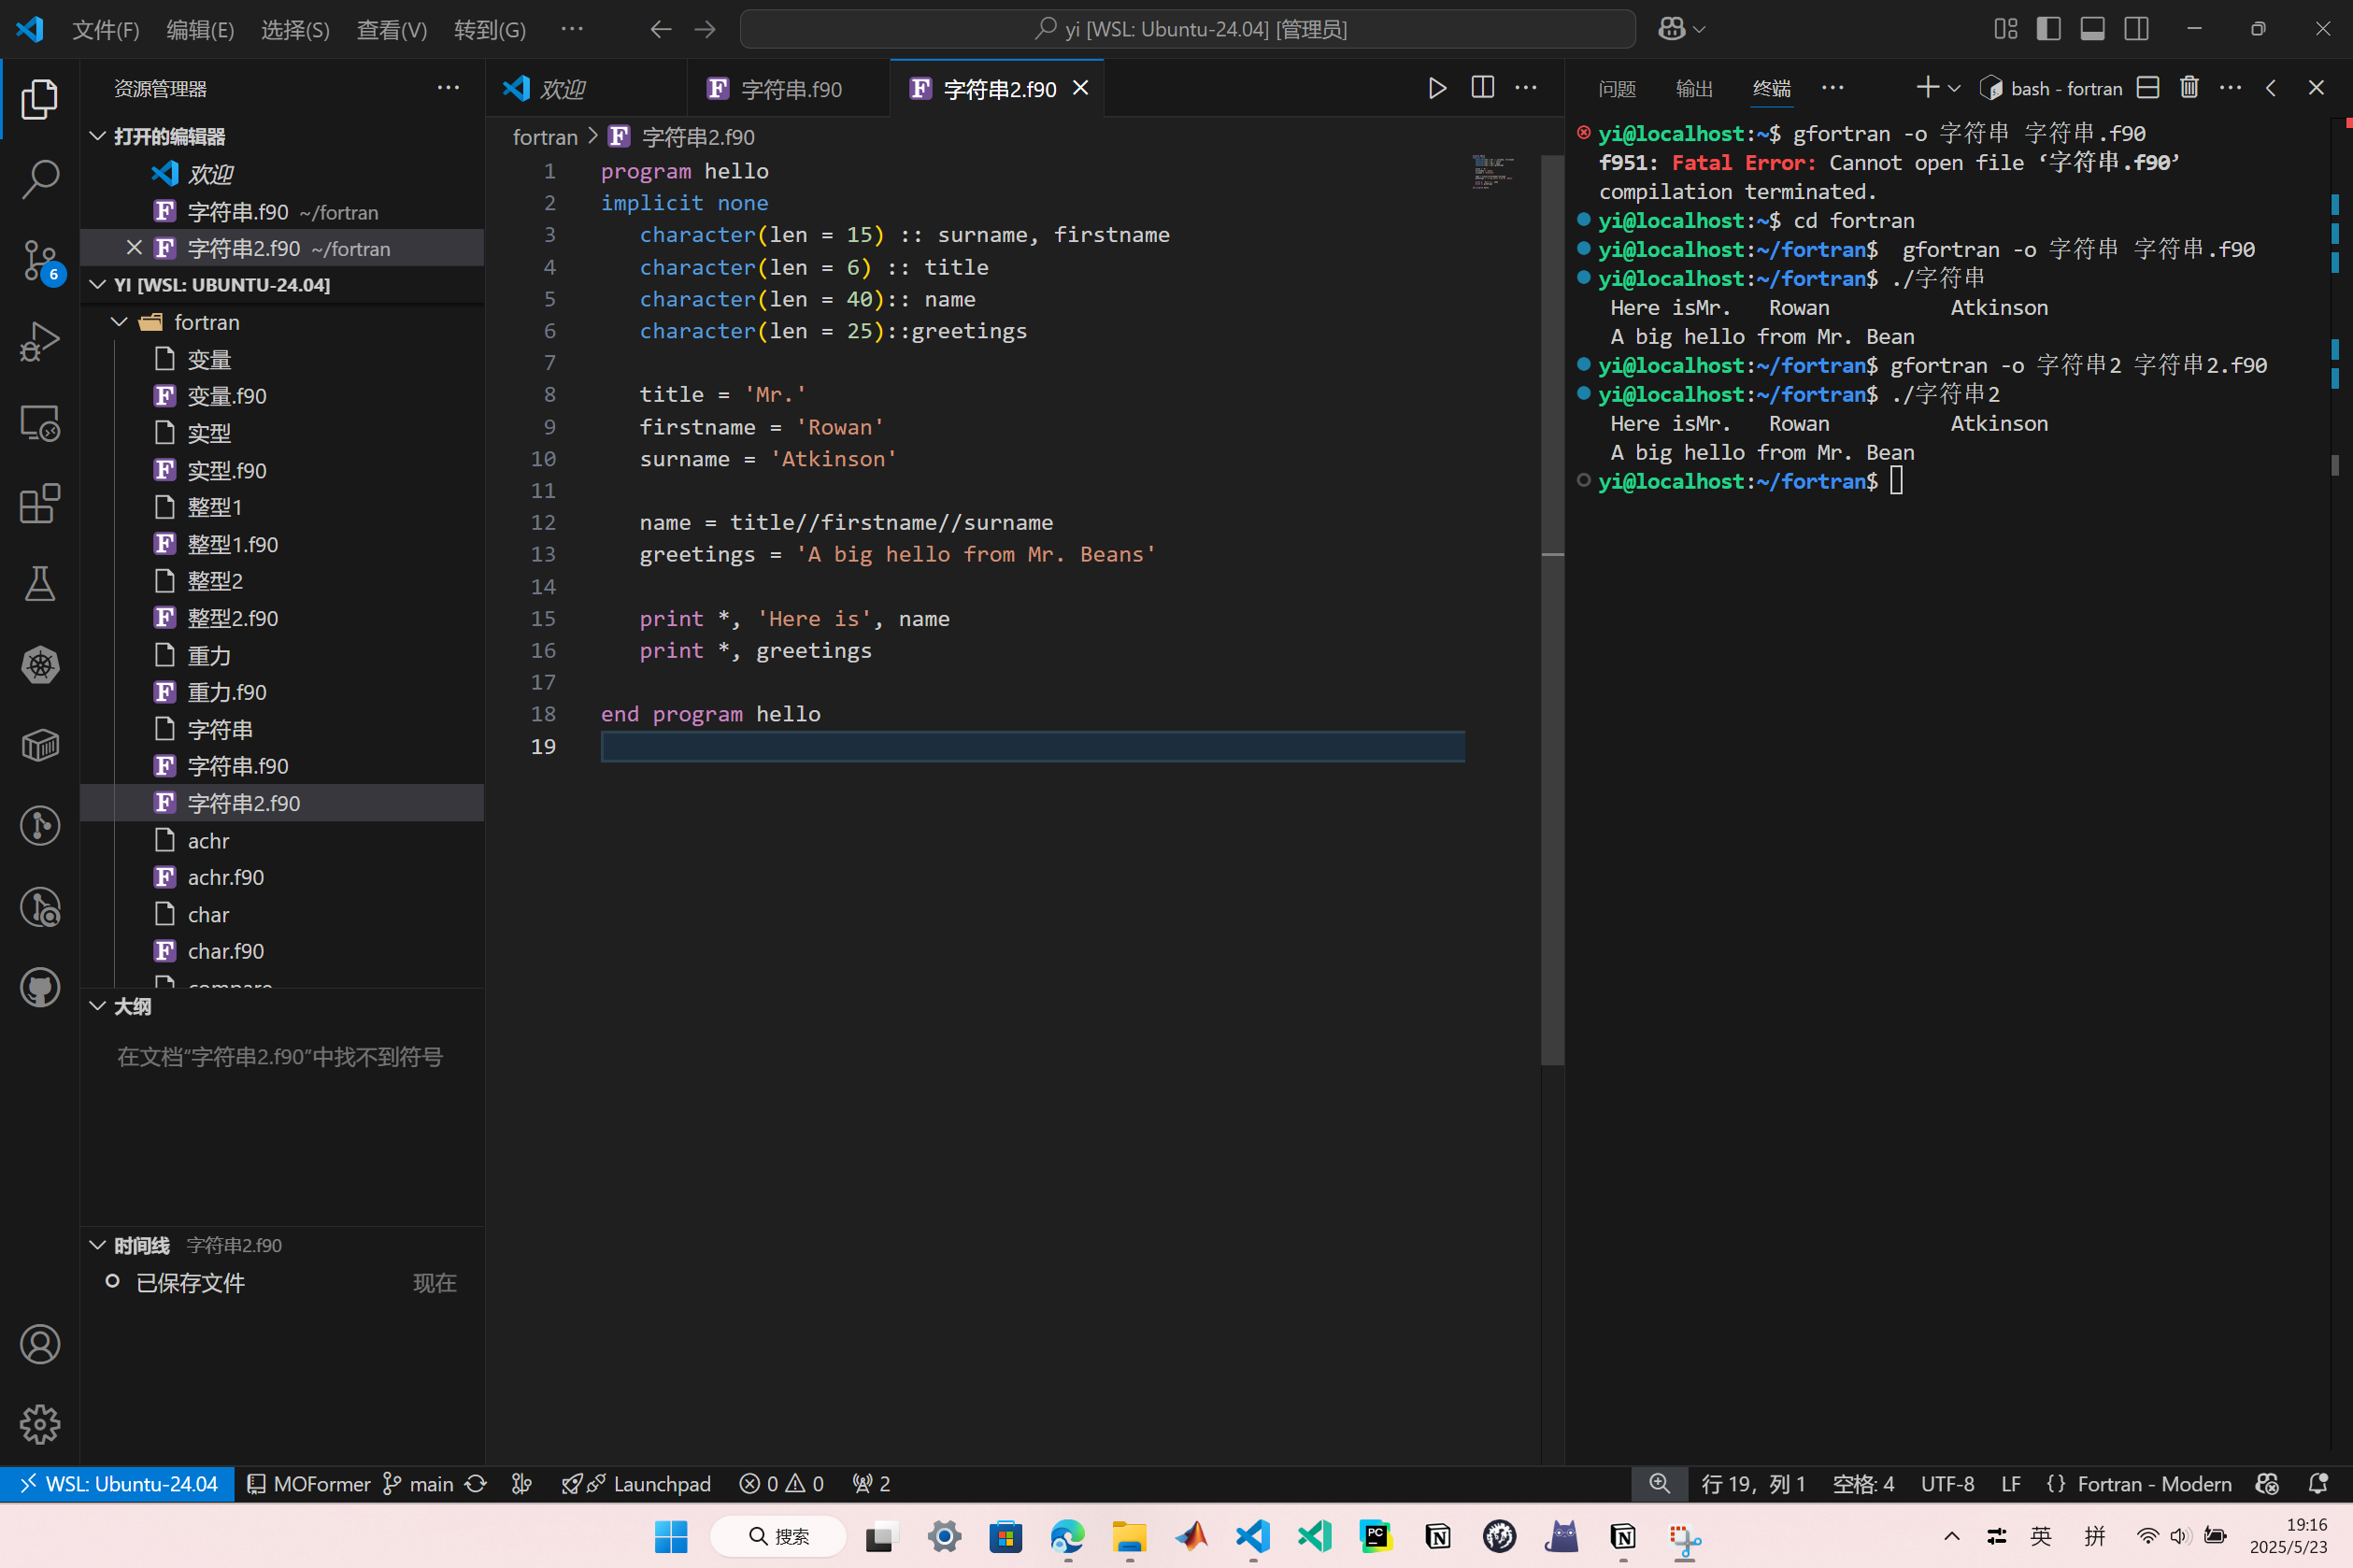 文件(F) 编辑(E) 选择(S) 查看(V) 转到(G) ··· yi [WSL: Ubuntu-24.04] [管理员]
资源管理器
打开的编辑器
欢迎
字符串.f90 ~/fortran
字符串2.f90 ~/fortran
YI [WSL: UBUNTU-24.04]
fortran
变量
变量.f90
实型
实型.f90
整型1
整型1.f90
整型2
整型2.f90
重力
重力.f90
字符串
字符串.f90
字符串2.f90
achr
achr.f90
char
char.f90
大纲
在文档“字符串2.f90”中找不到符号
时间线 字符串2.f90
已保存文件 现在
6
欢迎 字符串.f90 字符串2.f90
fortran > 字符串2.f90
1 program hello
2 implicit none
3 character(len = 15) :: surname, firstname
4 character(len = 6) :: title
5 character(len = 40):: name
6 character(len = 25)::greetings
7
8 title = 'Mr.'
9 firstname = 'Rowan'
10 surname = 'Atkinson'
11
12 name = title//firstname//surname
13 greetings = 'A big hello from Mr. Beans'
14
15 print *, 'Here is', name
16 print *, greetings
17
18 end program hello
19
问题 输出 终端 ··· bash - fortran
yi@localhost:~$ gfortran -o 字符串 字符串.f90
f951: Fatal Error: Cannot open file ‘字符串.f90’
compilation terminated.
yi@localhost:~$ cd fortran
yi@localhost:~/fortran$  gfortran -o 字符串 字符串.f90
yi@localhost:~/fortran$ ./字符串
Here isMr.   Rowan          Atkinson
A big hello from Mr. Bean
yi@localhost:~/fortran$ gfortran -o 字符串2 字符串2.f90
yi@localhost:~/fortran$ ./字符串2
Here isMr.   Rowan          Atkinson
A big hello from Mr. Bean
yi@localhost:~/fortran$
WSL: Ubuntu-24.04 MOFormer main Launchpad 0 0 2 行 19，列 1 空格: 4 UTF-8 LF {} Fortran - Modern
搜索 PC 英 拼 19:16
2025/5/23